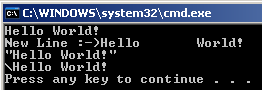 C:\WINDOWS\system32\cmd.exe
Hello World!
New Line :->Hello       World!
"Hello World!"
\Hello World!
Press any key to continue . . .